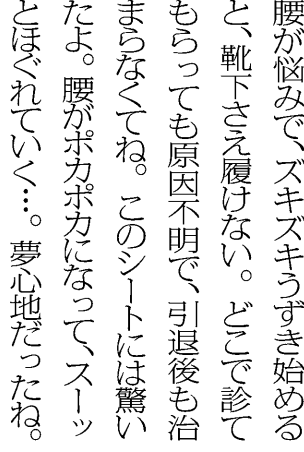 腰が悩みで、ズキズキうずき始める
と、靴下さえ履けない。どこで診て
もらっても原因不明で、引退後も治
まらなくてね。このシートには驚い
たよ。腰がポカポカになって、スーッ
とほぐれていく…。夢心地だったね。